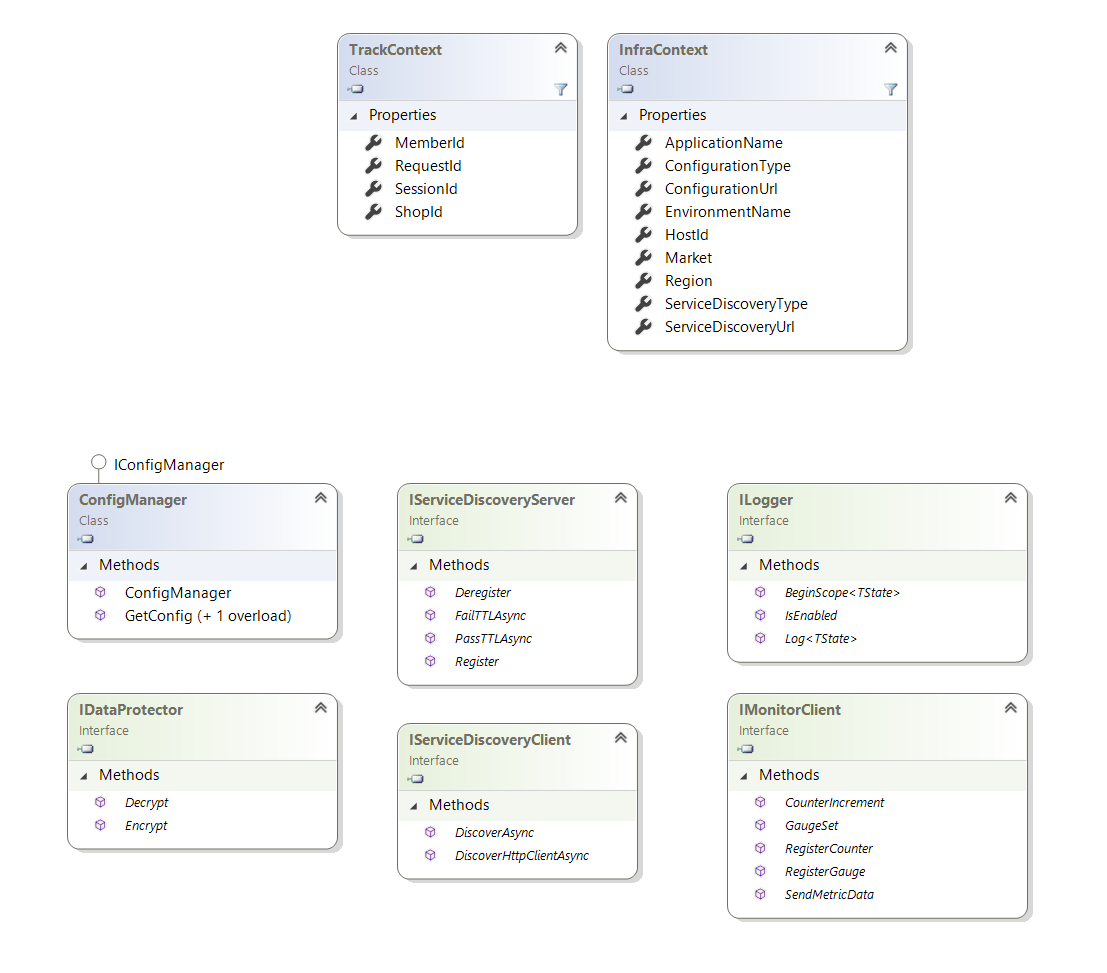 TrackContext
Class
Properties
MemberId
RequestId
SessionId
ShopId
InfraContext
Class
Properties
ApplicationName
ConfigurationType
ConfigurationUrl
EnvironmentName
HostId
Market
Region
ServiceDiscoveryType
ServiceDiscoveryUrl
IConfigManager
ConfigManager
Class
Methods
ConfigManager
GetConfig (+ 1 overload)
IServiceDiscoveryServer
Interface
Methods
Deregister
FailTTLAsync
PassTTLAsync
Register
ILogger
Interface
Methods
BeginScope<TState>
IsEnabled
Log<TState>
IDataProtector
Interface
Methods
Decrypt
Encrypt
IServiceDiscoveryClient
Interface
Methods
DiscoverAsync
DiscoverHttpClientAsync
IMonitorClient
Interface
Methods
CounterIncrement
GaugeSet
RegisterCounter
RegisterGauge
SendMetricData